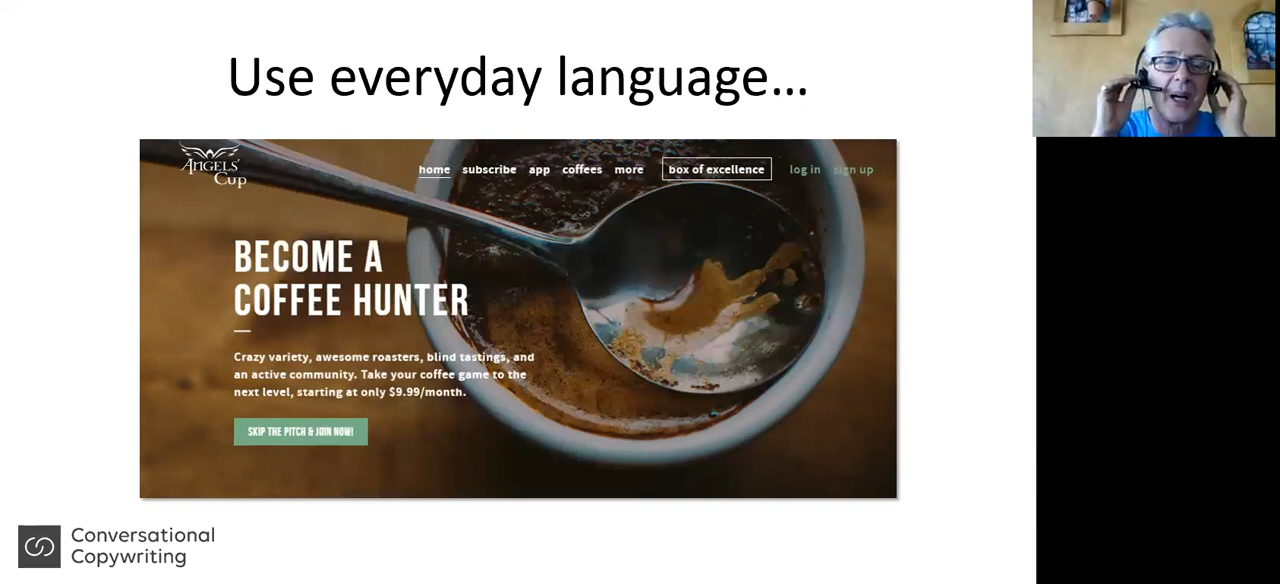 Use everyday language...
ANGELS'
Cup
home subscribe app coffees more box of excellence log in sign up
BECOME A
COFFEE HUNTER
Crazy variety, awesome roasters, blind tastings, and
an active community. Take your coffee game to the
next level, starting at only $9.99/month.
SKIP THE PITCH & JOIN NOW!
Conversational
Copywriting